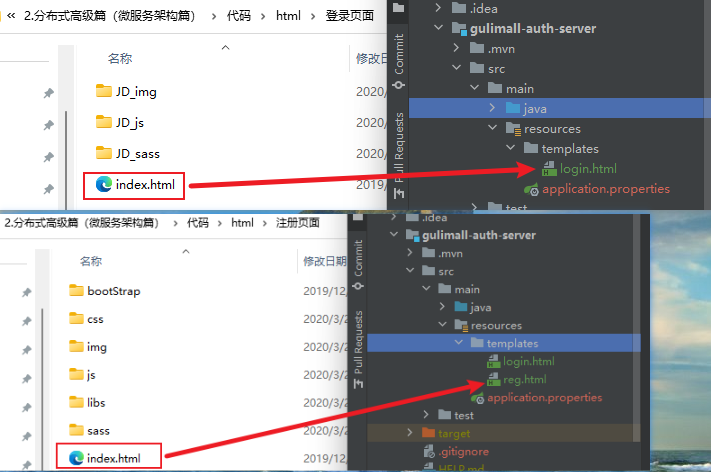 « 2.分布式高级篇（微服务架构篇） › 代码 › html › 登录页面
名称
修改日
JD_img
2020/
JD_js
2020/
JD_sass
2020/
index.html
2019/
Commit
Pull Requests
.idea
gulimall-auth-server
.mvn
src
main
java
resources
templates
login.html
application.properties
test
2.分布式高级篇（微服务架构篇） › 代码 › html › 注册页面
名称
修改日期
bootStrap
2019/12,
css
2020/3/2
img
2020/3/2
js
2020/3/2
libs
2020/3/2
sass
2020/3/2
index.html
2019/12,
Commit
Pull Requests
.idea
gulimall-auth-server
.mvn
src
main
java
resources
templates
login.html
reg.html
application.properties
test
target
.gitignore
HELP.md